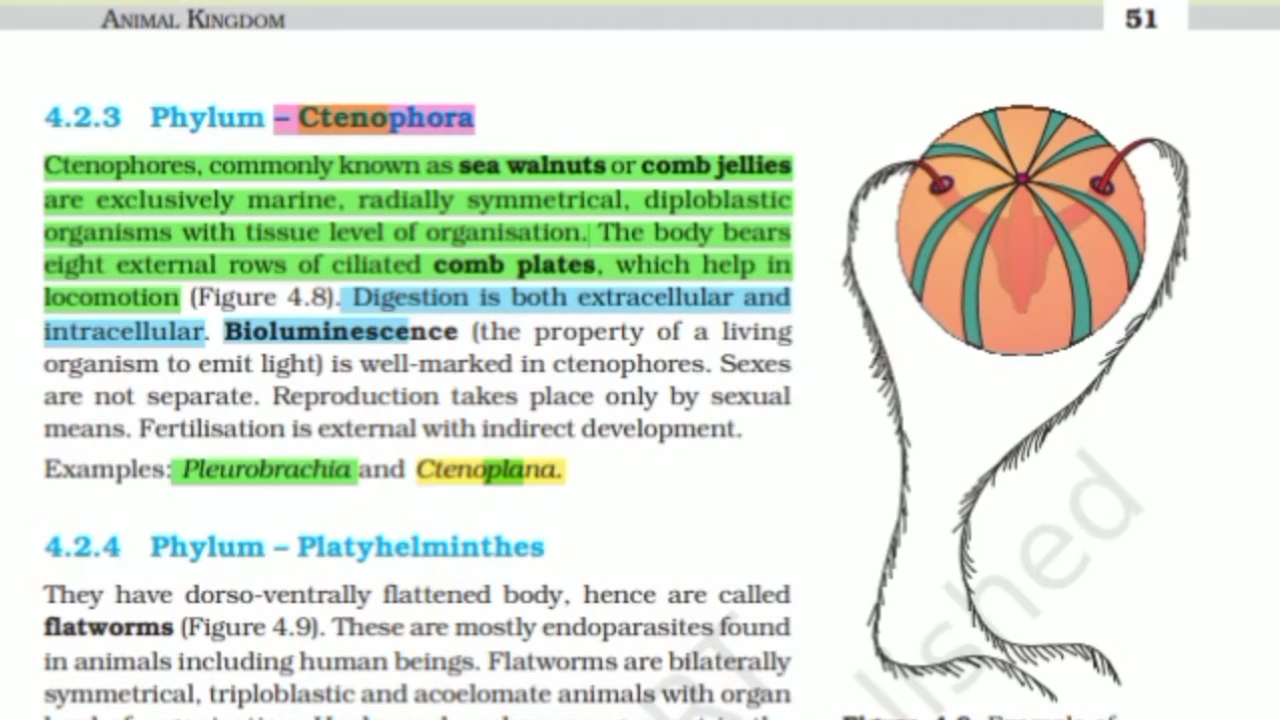 ANIMAL KINGDOM
51
4.2.3 Phylum – Ctenophora
Ctenophores, commonly known as sea walnuts or comb jellies
are exclusively marine, radially symmetrical, diploblastic
organisms with tissue level of organisation. The body bears
eight external rows of ciliated comb plates, which help in
locomotion (Figure 4.8). Digestion is both extracellular and
intracellular. Bioluminescence (the property of a living
organism to emit light) is well-marked in ctenophores. Sexes
are not separate. Reproduction takes place only by sexual
means. Fertilisation is external with indirect development.
Examples: Pleurobrachia and Ctenoplana.
4.2.4 Phylum – Platyhelminthes
They have dorso-ventrally flattened body, hence are called
flatworms (Figure 4.9). These are mostly endoparasites found
in animals including human beings. Flatworms are bilaterally
symmetrical, triploblastic and acoelomate animals with organ